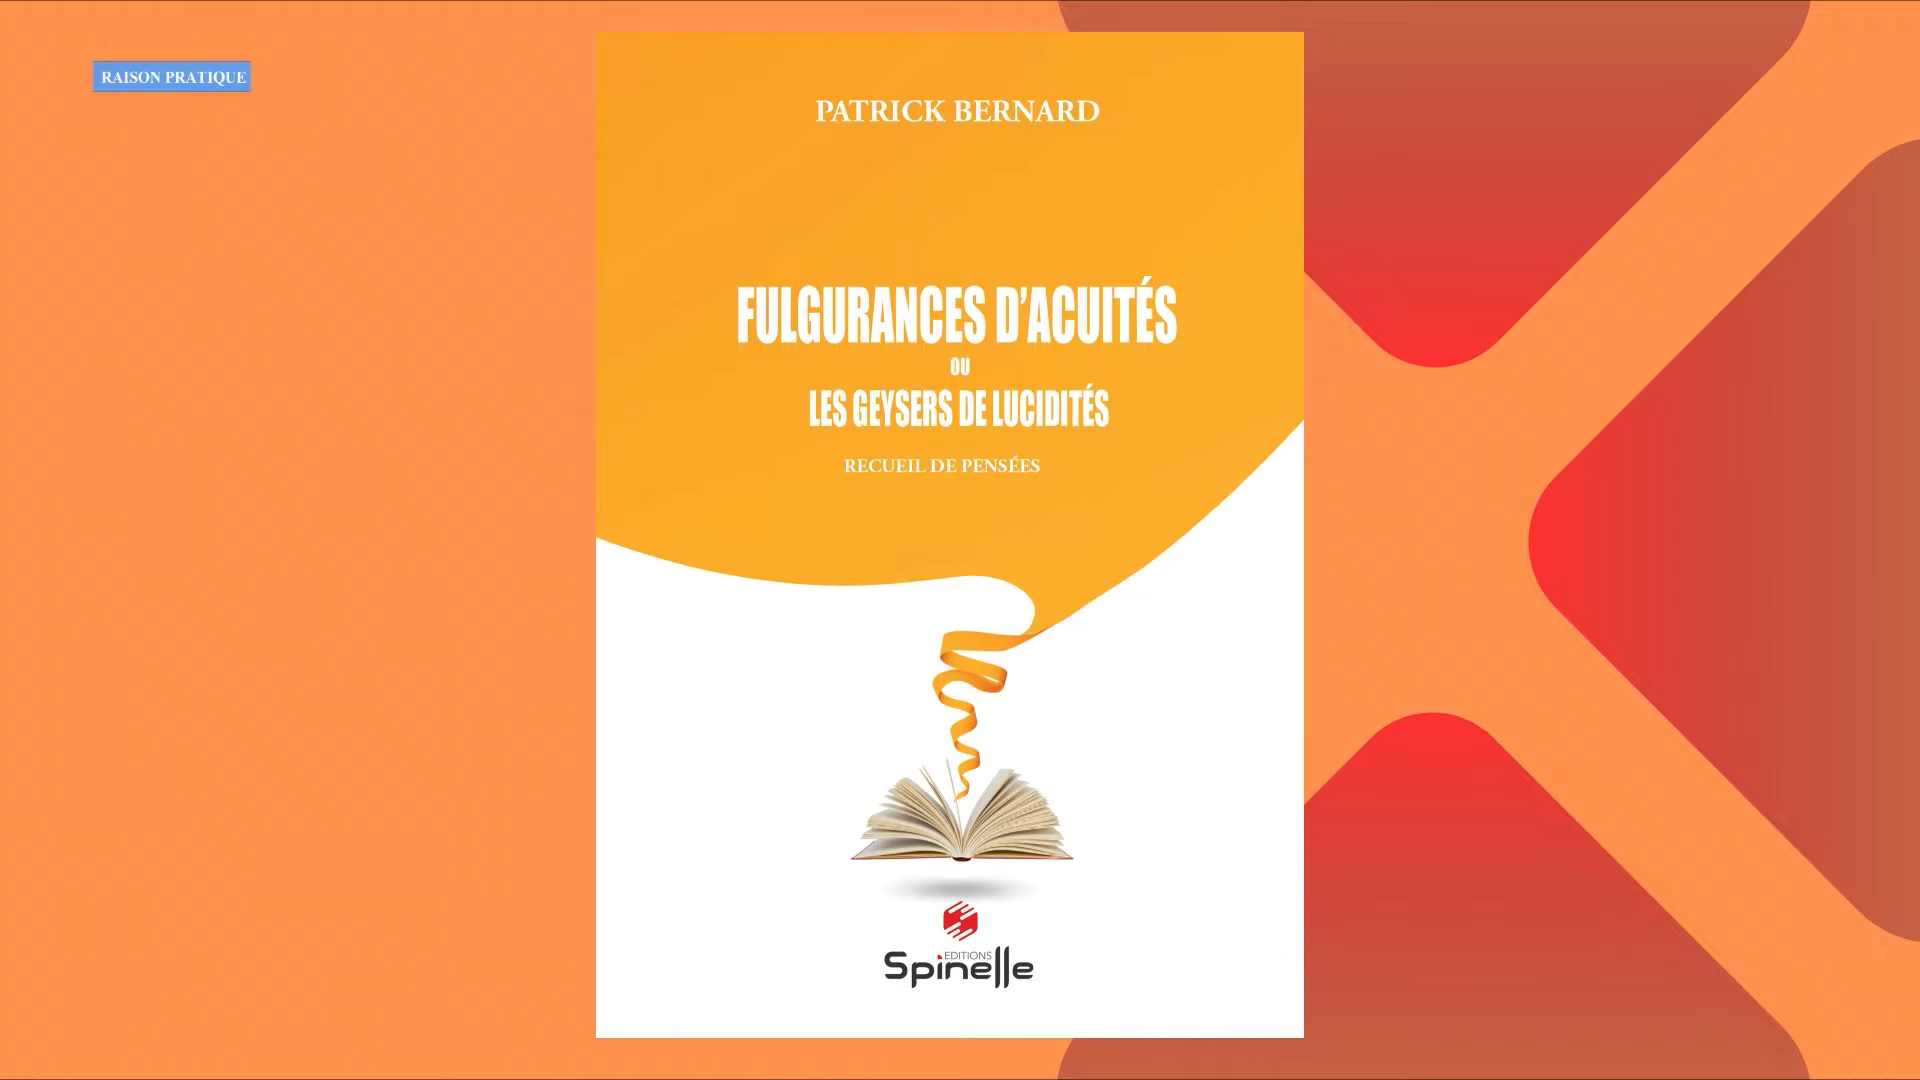 RAISON PRATIQUE
PATRICK BERNARD
FULGURANCES D'ACUITÉS
OU
LES GEYSERS DE LUCIDITÉS
RECUEIL DE PENSÉES
EDITIONS
Spinelle